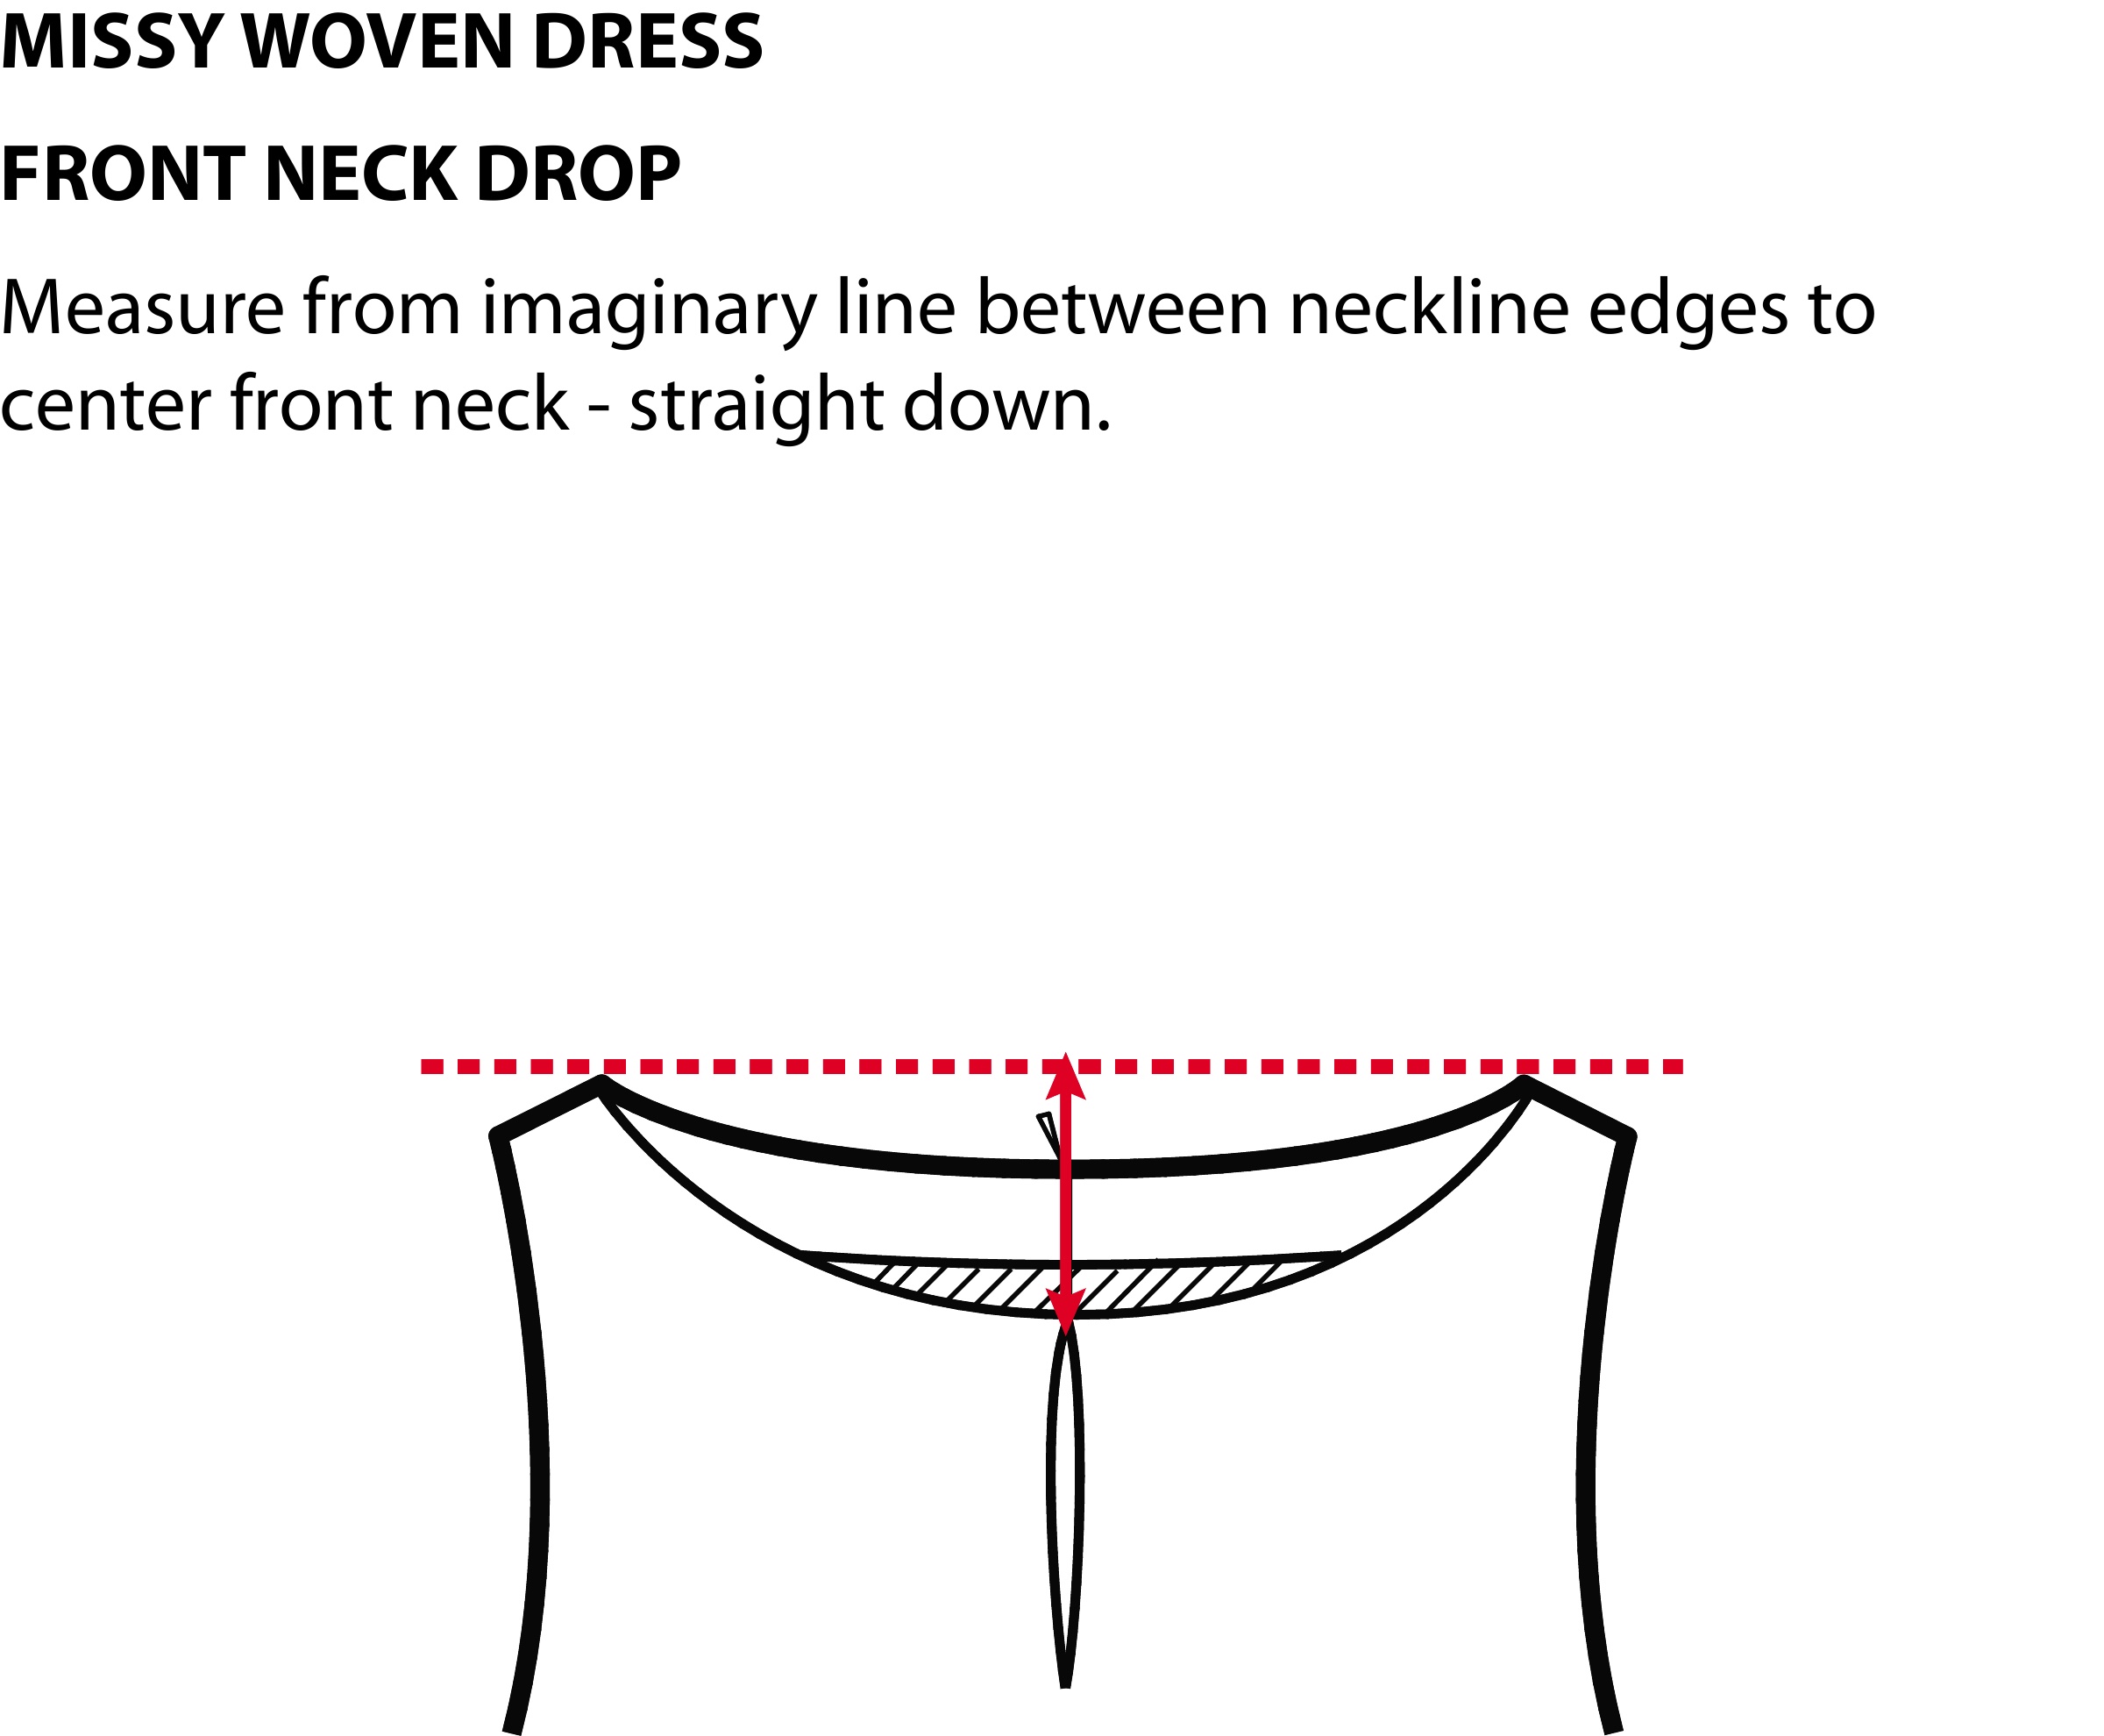 MISSY WOVEN DRESS
FRONT NECK DROP
Measure from imaginary line between neckline edges to
center front neck - straight down.